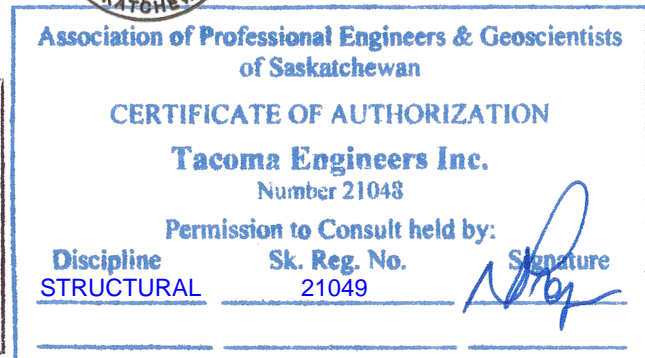 Association of Professional Engineers & Geoscientists
of Saskatchewan
CERTIFICATE OF AUTHORIZATION
Tacoma Engineers Inc.
Number 21048
Permission to Consult held by:
Discipline Sk. Reg. No. Signature
STRUCTURAL 21049